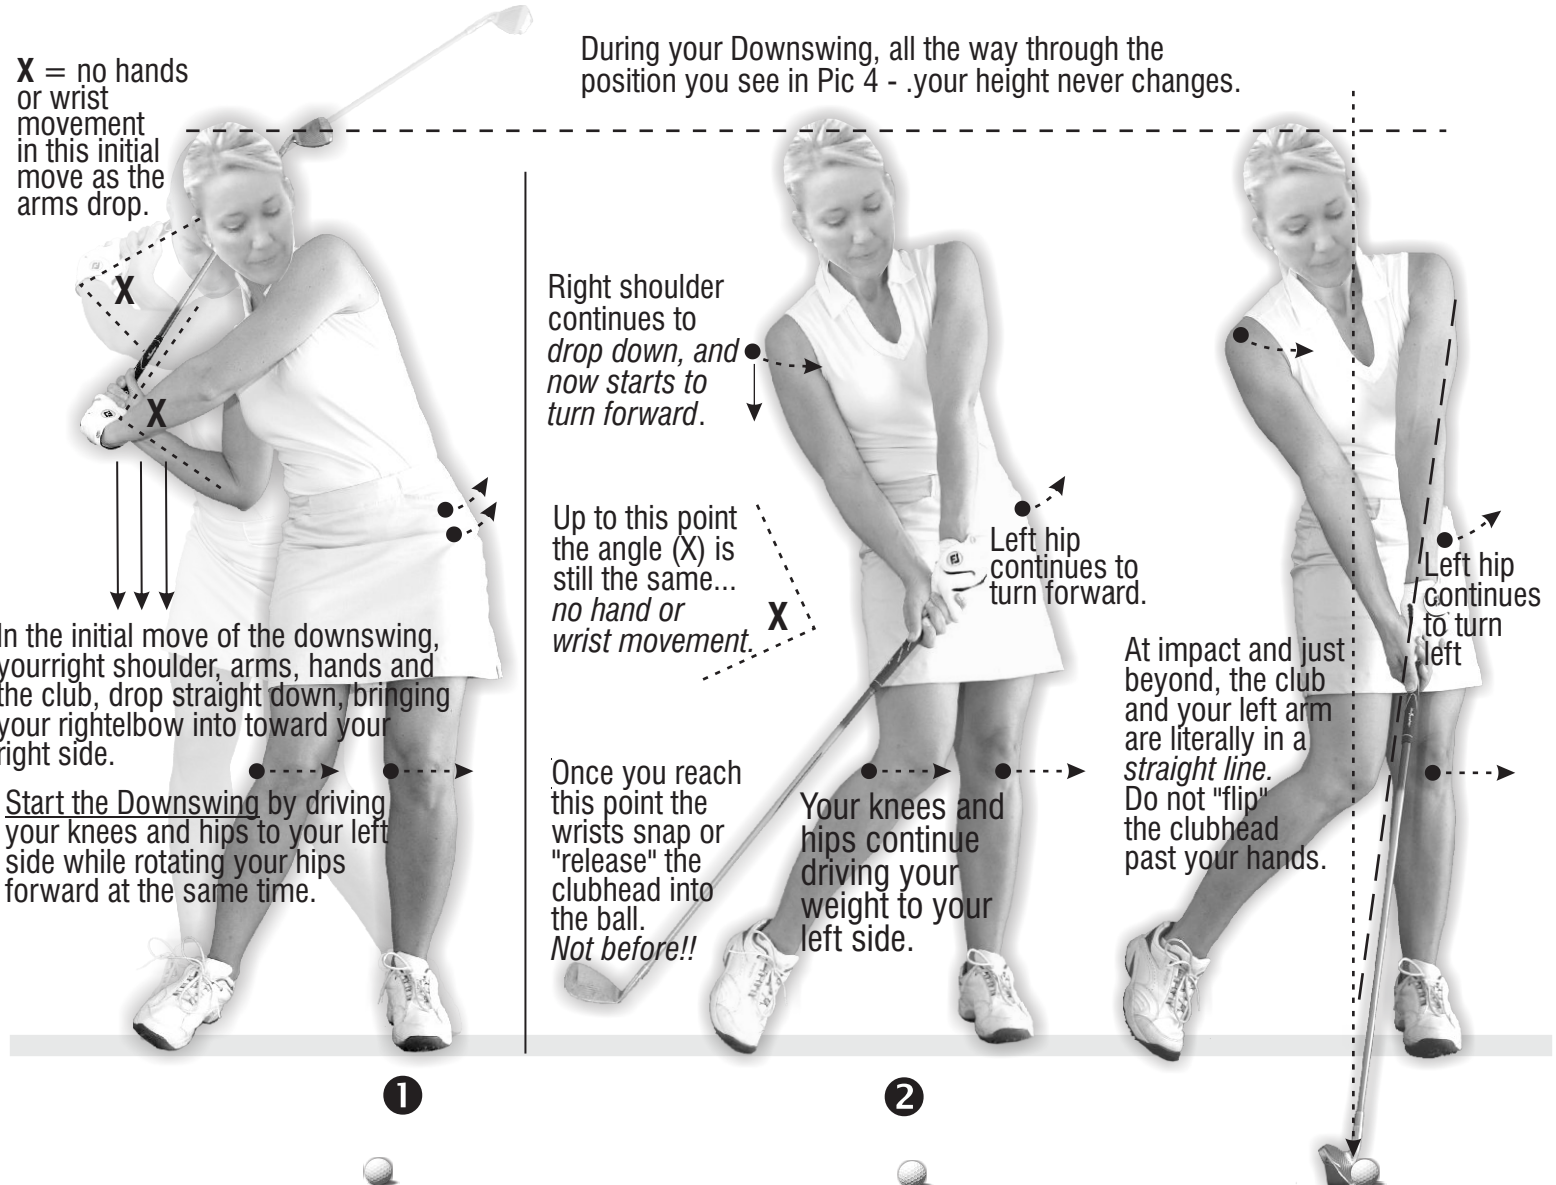 X = no hands
or wrist
movement
in this initial
move as the
arms drop.
During your Downswing, all the way through the
position you see in Pic 4 - .your height never changes.
X
X
In the initial move of the downswing,
yourright shoulder, arms, hands and
the club, drop straight down, bringing
your rightelbow into toward your
right side.
Start the Downswing by driving
your knees and hips to your left
side while rotating your hips
forward at the same time.
1
Right shoulder
continues to
drop down, and
now starts to
turn forward.
Up to this point
the angle (X) is
still the same...
no hand or
wrist movement.
X
Left hip
continues to
turn forward.
Once you reach
this point the
wrists snap or
"release" the
clubhead into
the ball.
Not before!!
Your knees and
hips continue
driving your
weight to your
left side.
2
Left hip
continues
to turn
left
At impact and just
beyond, the club
and your left arm
are literally in a
straight line.
Do not "flip"
the clubhead
past your hands.